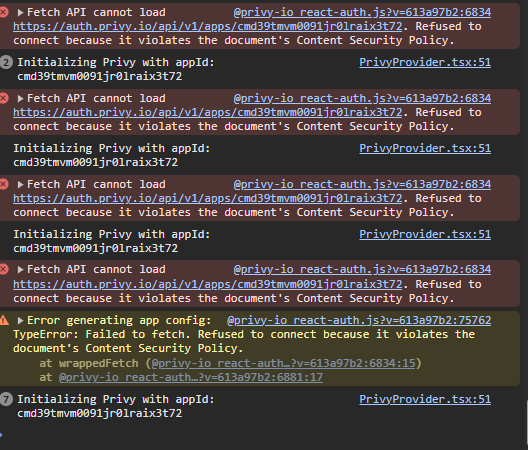 Fetch API cannot load @privy-io_react-auth.js?v=613a97b2:6834
https://auth.privy.io/api/v1/apps/cmd39tmvm0091jr0lraix3t72. Refused to
connect because it violates the document's Content Security Policy.
2 Initializing Privy with appId: PrivyProvider.tsx:51
cmd39tmvm0091jr0lraix3t72
Fetch API cannot load @privy-io_react-auth.js?v=613a97b2:6834
https://auth.privy.io/api/v1/apps/cmd39tmvm0091jr0lraix3t72. Refused to
connect because it violates the document's Content Security Policy.
Initializing Privy with appId: PrivyProvider.tsx:51
cmd39tmvm0091jr0lraix3t72
Fetch API cannot load @privy-io_react-auth.js?v=613a97b2:6834
https://auth.privy.io/api/v1/apps/cmd39tmvm0091jr0lraix3t72. Refused to
connect because it violates the document's Content Security Policy.
Initializing Privy with appId: PrivyProvider.tsx:51
cmd39tmvm0091jr0lraix3t72
Fetch API cannot load @privy-io_react-auth.js?v=613a97b2:6834
https://auth.privy.io/api/v1/apps/cmd39tmvm0091jr0lraix3t72. Refused to
connect because it violates the document's Content Security Policy.
Error generating app config: @privy-io_react-auth.js?v=613a97b2:75762
TypeError: Failed to fetch. Refused to connect because it violates the
document's Content Security Policy.
at wrappedFetch (@privy-io_react-auth…?v=613a97b2:6834:15)
at @privy-io_react-auth…?v=613a97b2:6881:17
7 Initializing Privy with appId: PrivyProvider.tsx:51
cmd39tmvm0091jr0lraix3t72